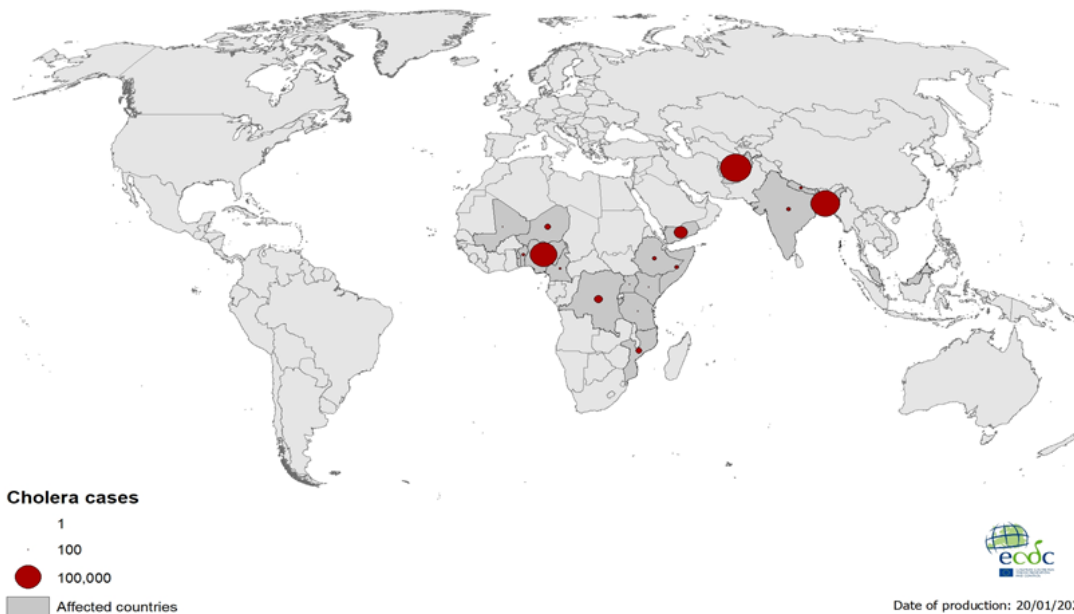 Cholera cases
1
100
100,000
Affected countries
ecdc
Date of production: 20/01/20